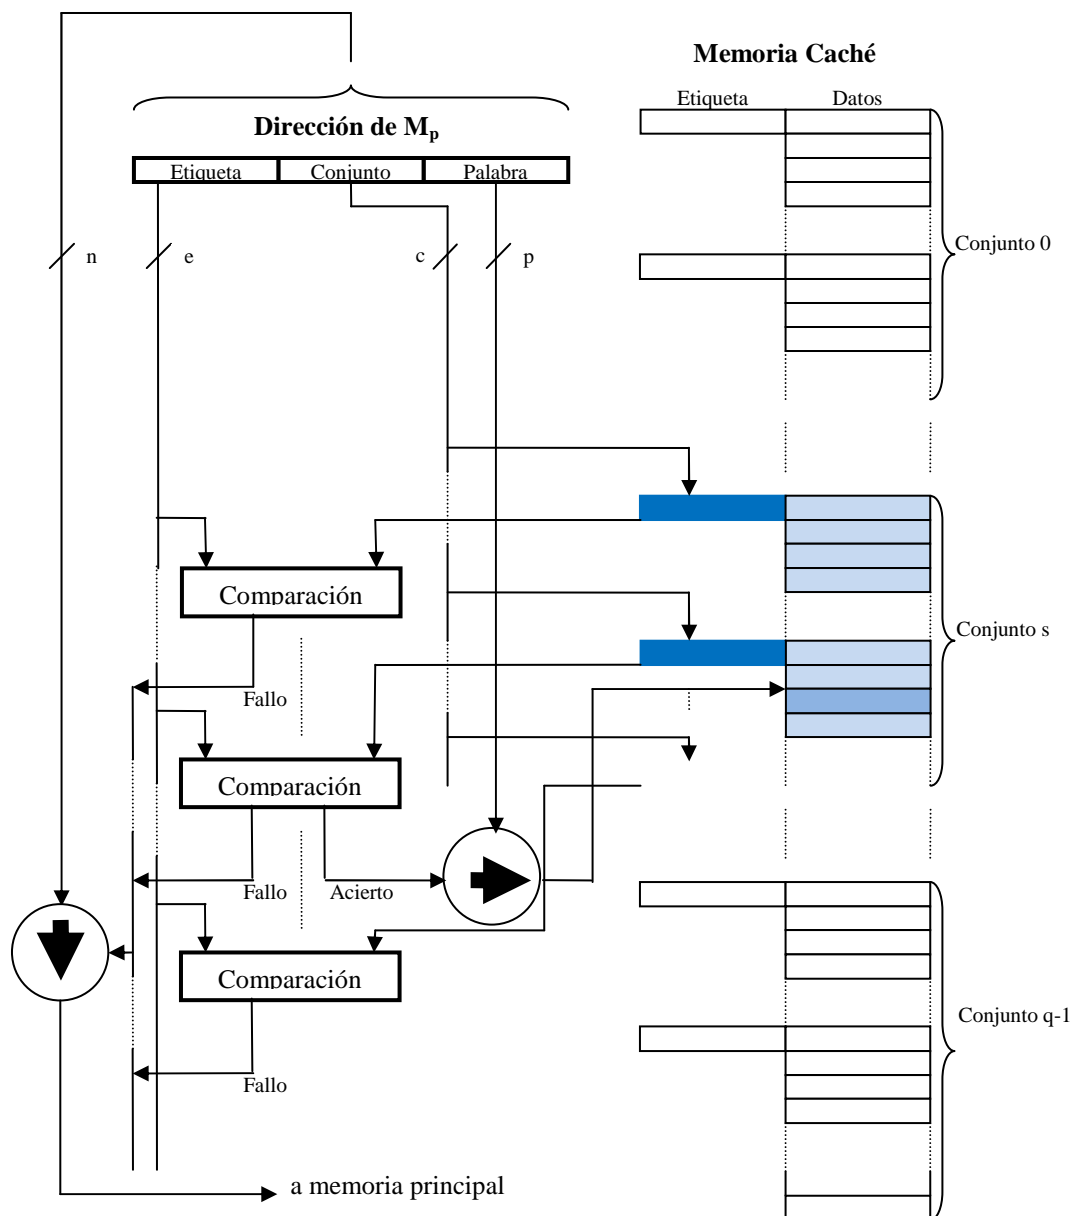 Memoria Caché
Etiqueta Datos
Dirección de Mp
Etiqueta Conjunto Palabra
n e c p
Conjunto 0
Comparación
Conjunto s
Fallo
Comparación
Fallo Acierto
Comparación
Conjunto q-1
Fallo
a memoria principal